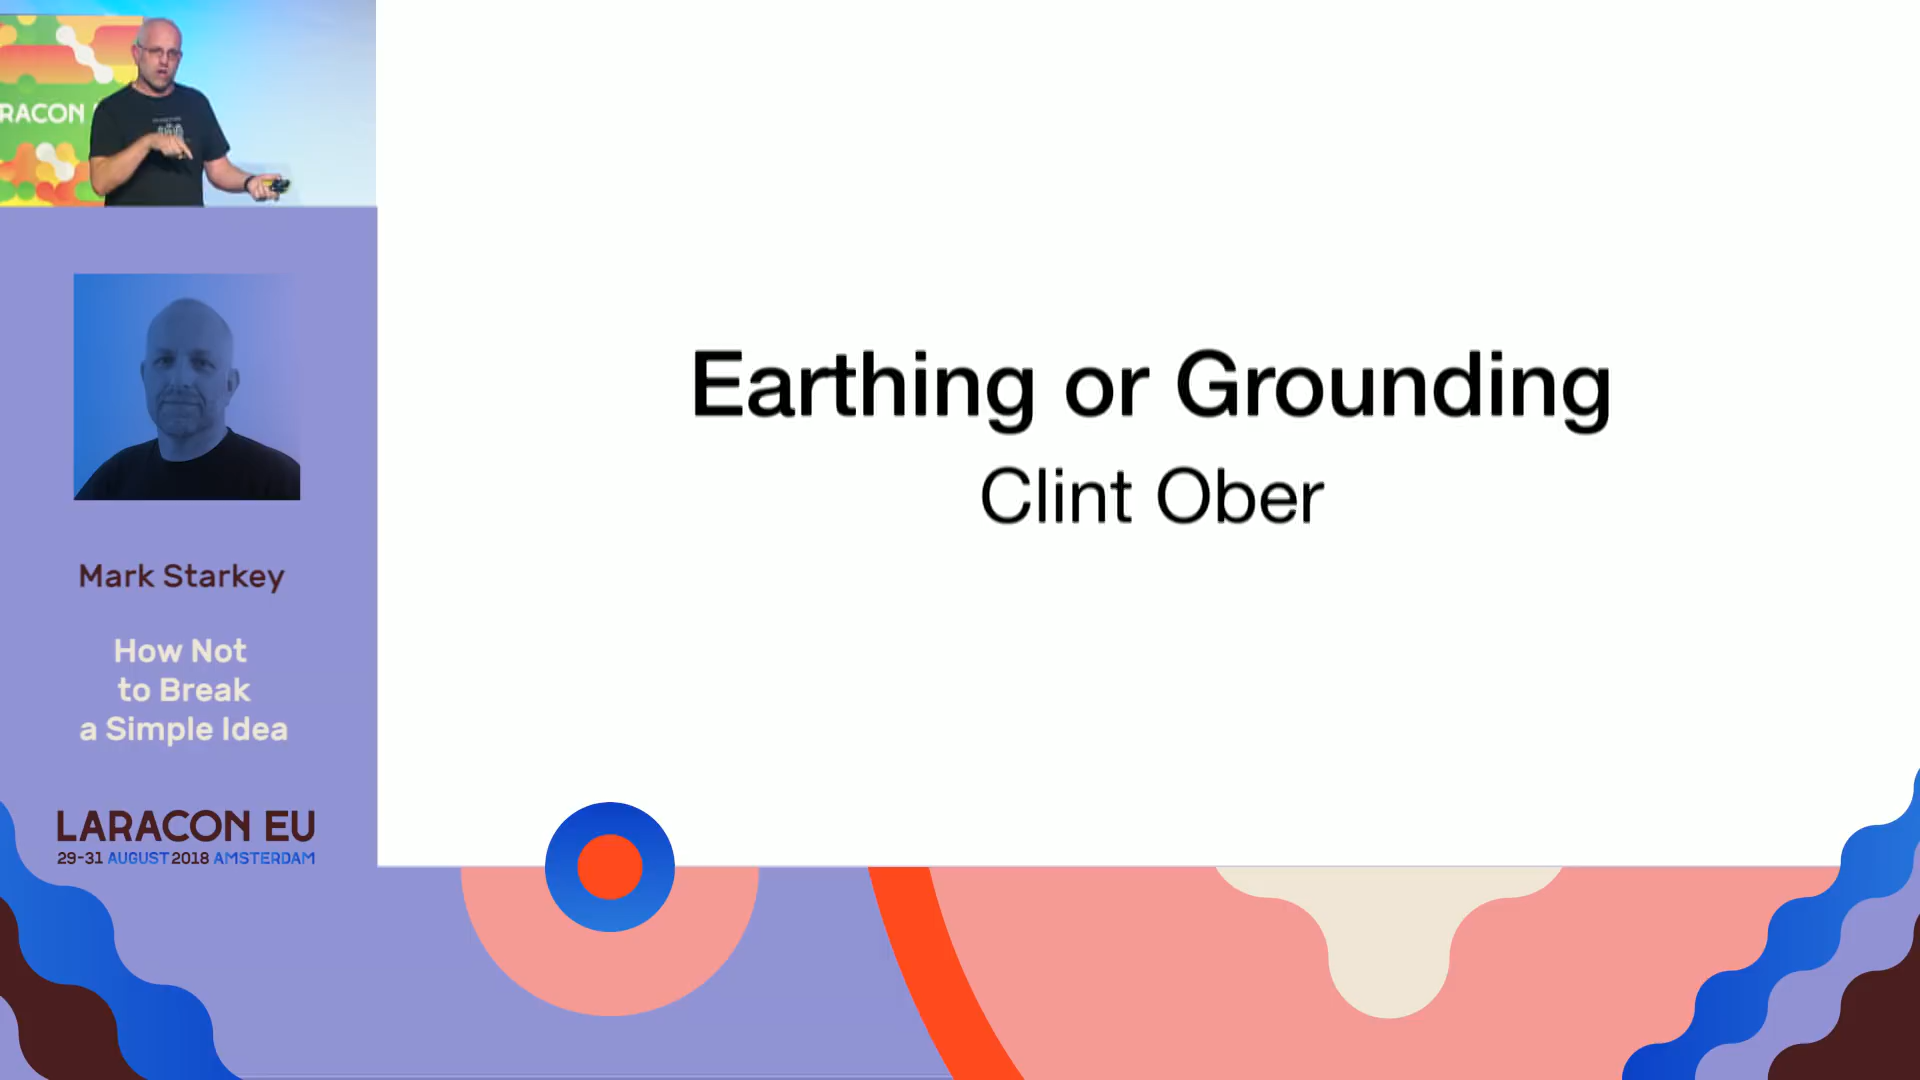 RACON
Earthing or Grounding
Clint Ober
Mark Starkey
How Not
to Break
a Simple Idea
LARACON EU
29-31 AUGUST 2018 AMSTERDAM